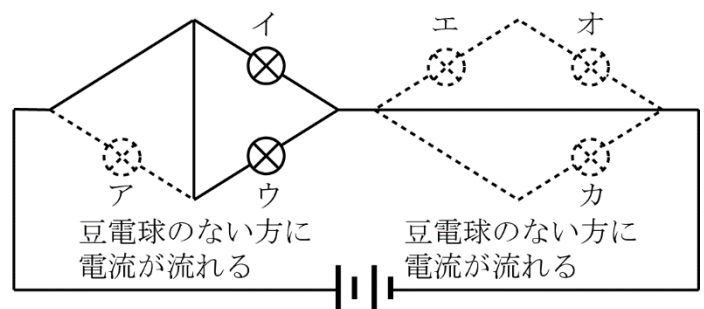 イ
エ
オ
ア
ウ
カ
豆電球のない方に
電流が流れる
豆電球のない方に
電流が流れる